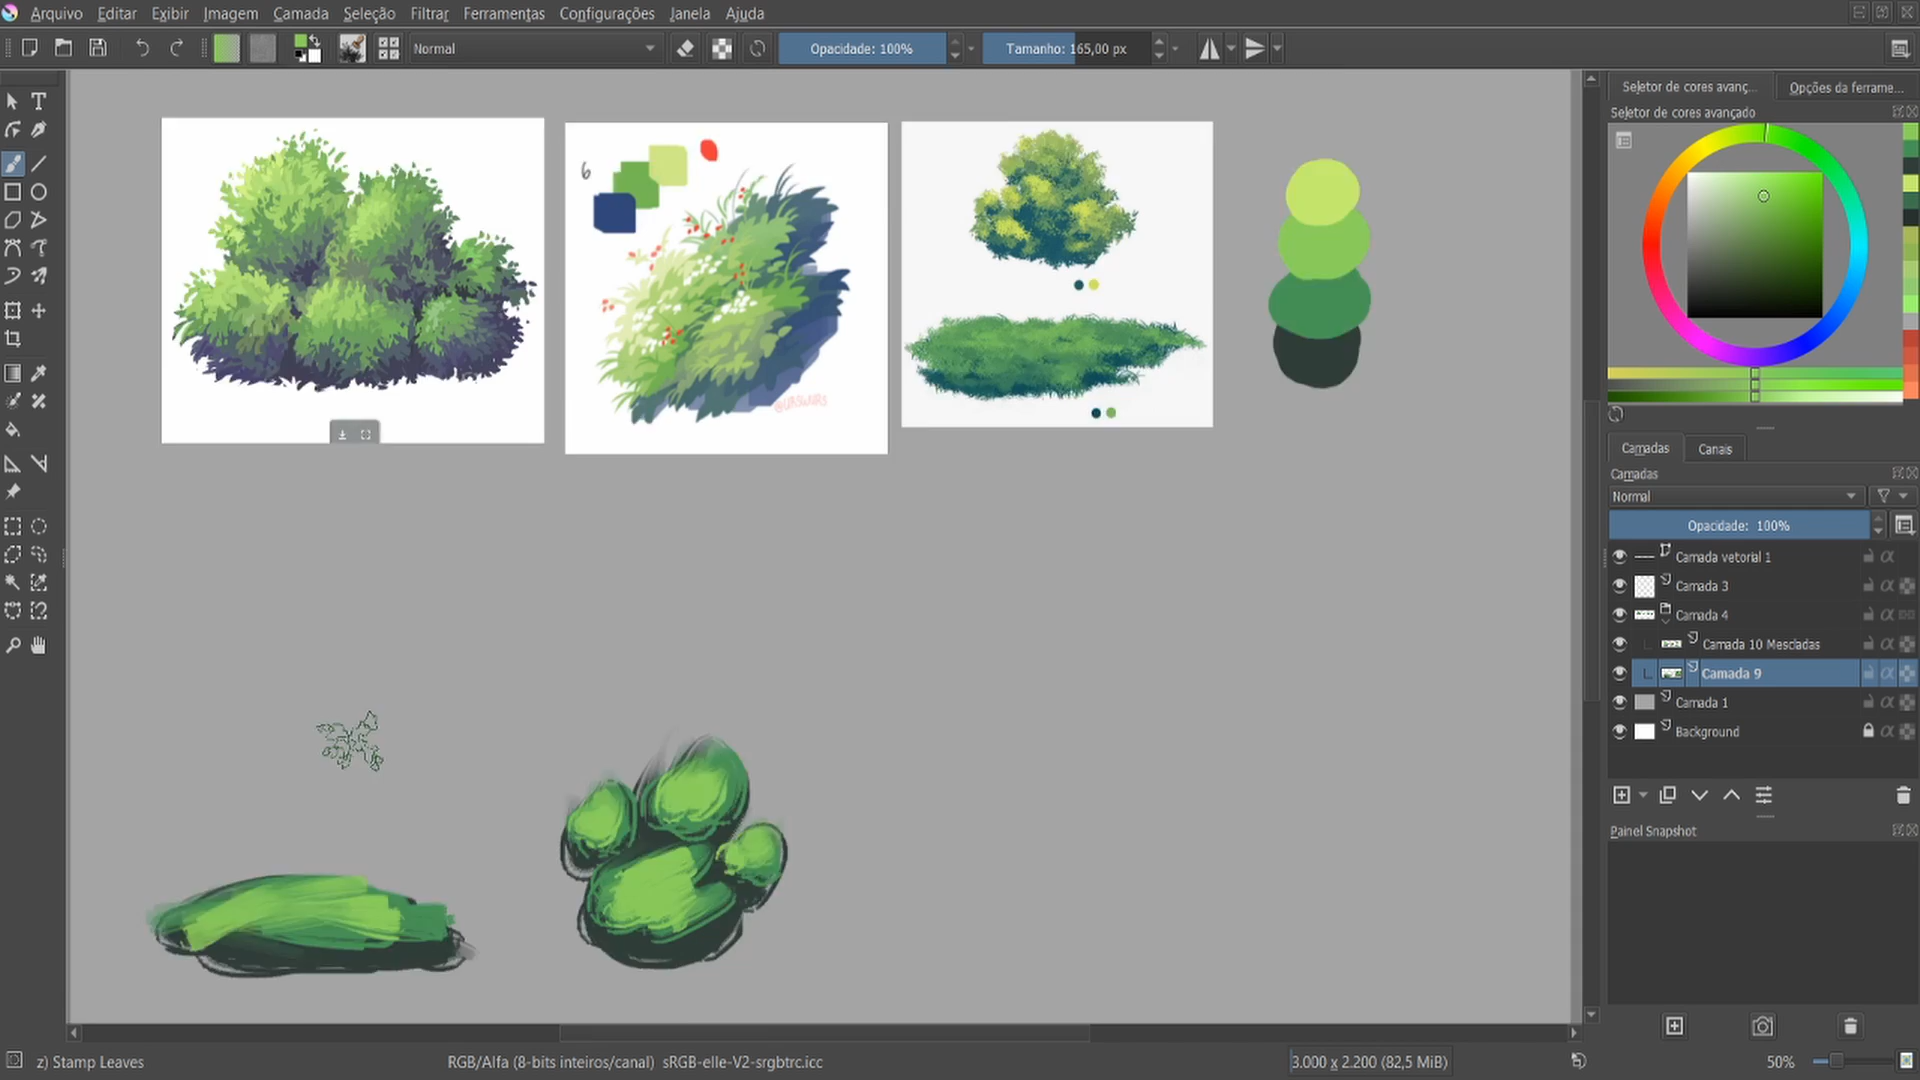 Arquivo Editar Exibir Imagem Camada Seleção Filtrar Ferramentas Configurações Janela Ajuda
Normal Opacidade: 100% Tamanho: 165,00 px
Seletor de cores avanç... Opções da ferrame...
Seletor de cores avançado
6
@URSULURS
Camadas Canais
Camadas
Normal
Opacidade: 100%
Camada vetorial 1
Camada 3
Camada 4
Camada 10 Mescladas
Camada 9
Camada 1
Background
Painel Snapshot
z) Stamp Leaves RGB/Alfa (8-bits inteiros/canal) sRGB-elle-V2-srgbtrc.icc 3.000 x 2.200 (82,5 MiB) 50%